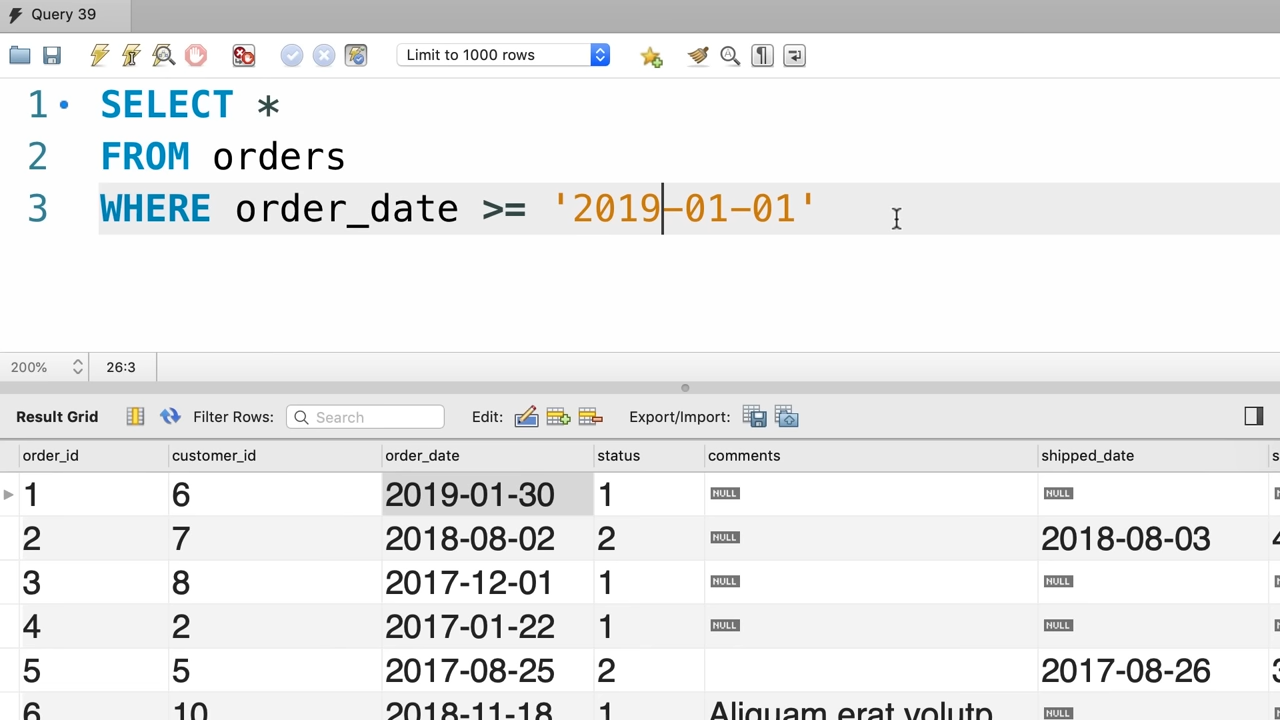 Query 39
Limit to 1000 rows
1 SELECT *
2 FROM orders
3 WHERE order_date >= '2019-01-01'
200% 26:3
Result Grid Filter Rows: Search Edit: Export/Import:
order_id customer_id order_date status comments shipped_date s
1 6 2019-01-30 1 NULL NULL
2 7 2018-08-02 2 NULL 2018-08-03 4
3 8 2017-12-01 1 NULL NULL
4 2 2017-01-22 1 NULL NULL
5 5 2017-08-25 2 2017-08-26 3
6 10 2018-11-18 1 Aliquam erat volutp NULL